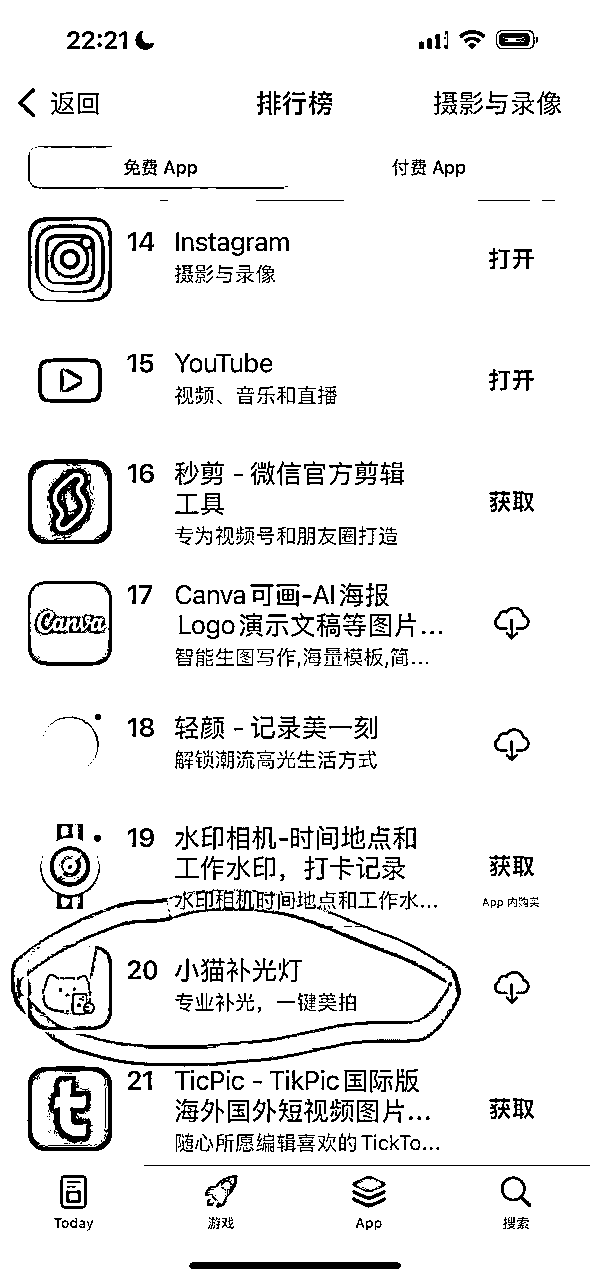 22:21
返回 排行榜 摄影与录像
免费 App 付费 App
14 Instagram
摄影与录像
打开
15 YouTube
视频、音乐和直播
打开
16 秒剪 - 微信官方剪辑
工具
专为视频号和朋友圈打造
获取
Canva
17 Canva可画-AI海报
Logo演示文稿等图片...
智能生图写作,海量模板,简...
18 轻颜 - 记录美一刻
解锁潮流高光生活方式
19 水印相机-时间地点和
工作水印，打卡记录
水印相机时间地点和工作水...
获取
App 内购买
20 小猫补光灯
专业补光，一键美拍
t
21 TicPic - TikPic国际版
海外国外短视频图片...
随心所愿编辑喜欢的 TickTo...
获取
Today 游戏 App 搜索